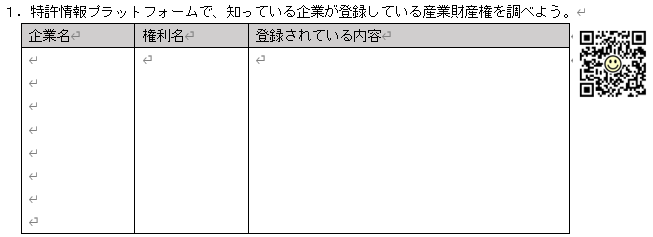 1．特許情報プラットフォームで、知っている企業が登録している産業財産権を調べよう。
企業名 権利名 登録されている内容